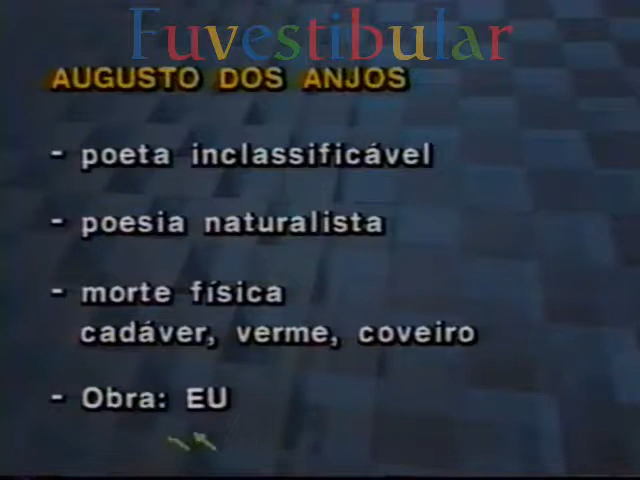 Fuvestibular
AUGUSTO DOS ANJOS
- poeta inclassificável
- poesia naturalista
- morte física
cadáver, verme, coveiro
- Obra: EU